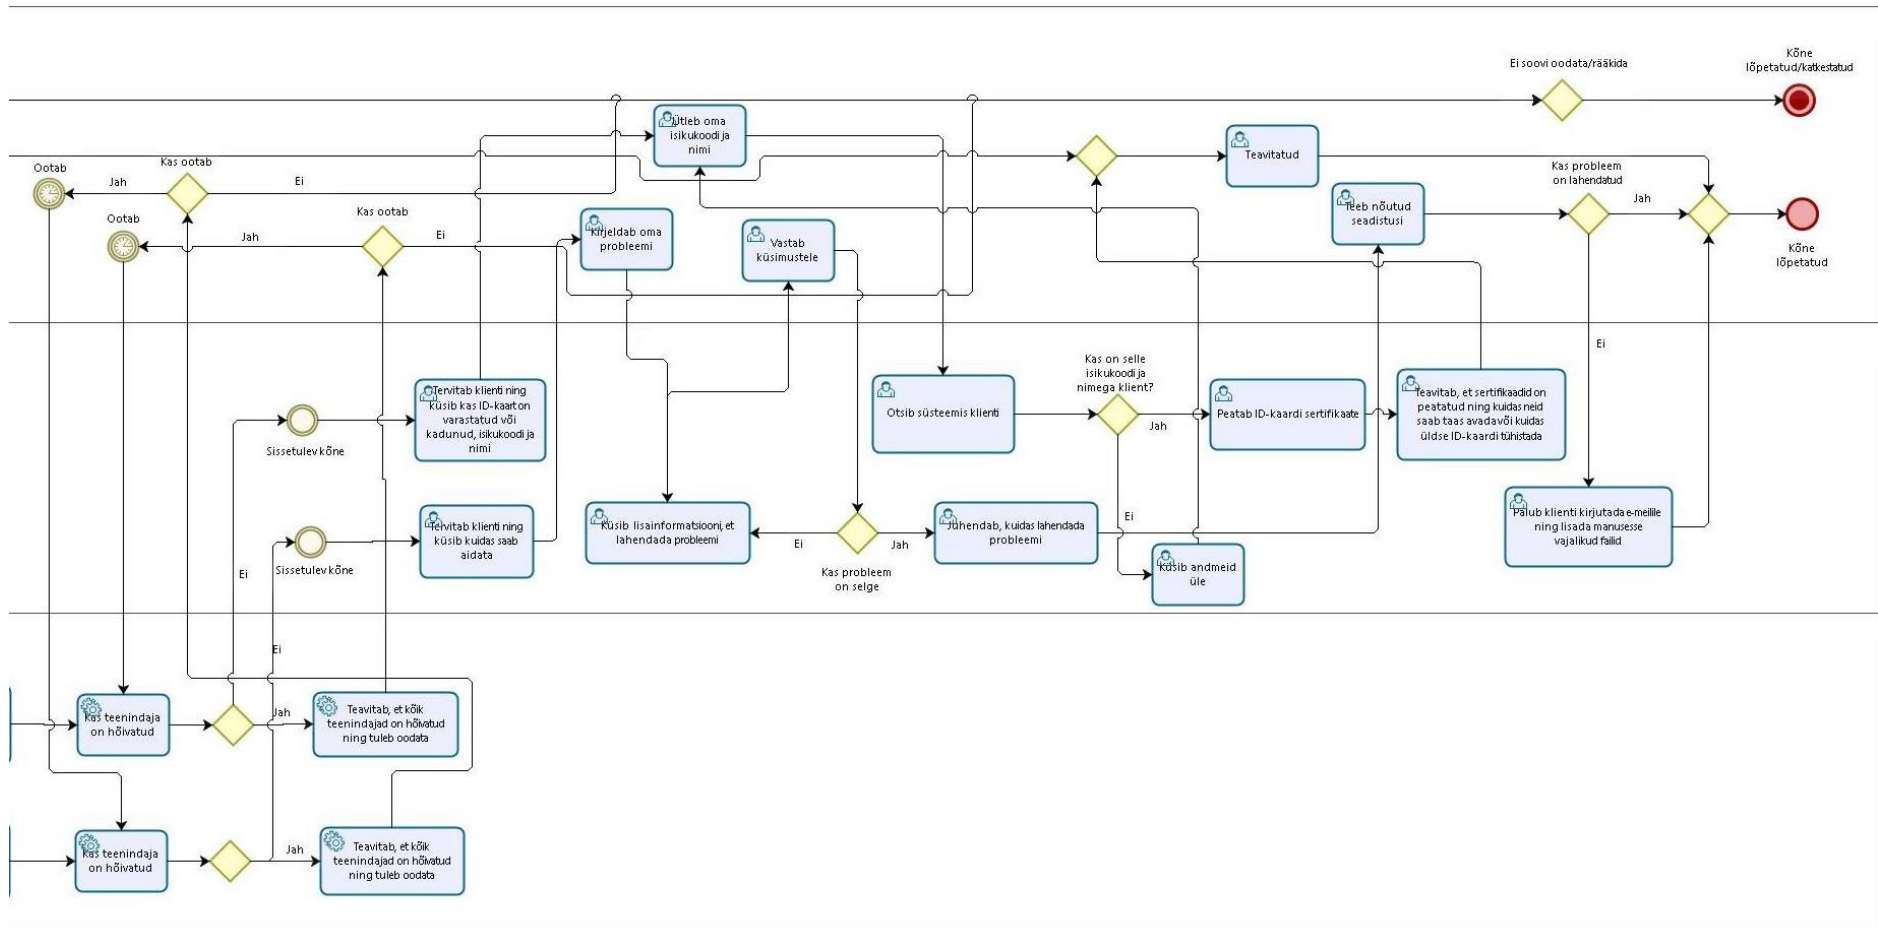 Ei soovi oodata/rääkida
Kõne
lõpetatud/katkestatud
Ütleb oma
isikukoodi ja
nimi
Teavitatud
Ootab
Jah
Kas ootab
Ei
Kas probleem
on lahendatud
Jah
Teeb nõutud
seadistusi
Ootab
Jah
Kas ootab
Ei
Kirjeldab oma
probleemi
Vastab
küsimustele
Kõne
lõpetatud
Ei
Kas on selle
isikukoodi ja
nimega klient?
Sissetulev kõne
Tervitab klienti ning
küsib kas ID-kaart on
varastatud või
kadunud, isikukoodi ja
nimi
Otsib süsteemis klienti
Jah
Peatab ID-kaardi sertifikaate
Teavitab, et sertifikaadid on
peatatud ning kuidas neid
saab taas avada või kuidas
üldse ID-kaardi tühistada
Ei
Sissetulev kõne
Tervitab klienti ning
küsib kuidas saab
aidata
Küsib lisainformatsiooni, et
lahendada probleemi
Ei
Jah
Kas probleem
on selge
Juhendab, kuidas lahendada
probleemi
Ei
Küsib andmeid
üle
Palub klienti kirjutada e-meilile
ning lisada manusesse
vajalikud failid
Ei
Kas teenindaja
on hõivatud
Jah
Teavitab, et kõik
teenindajad on hõivatud
ning tuleb oodata
Kas teenindaja
on hõivatud
Jah
Teavitab, et kõik
teenindajad on hõivatud
ning tuleb oodata